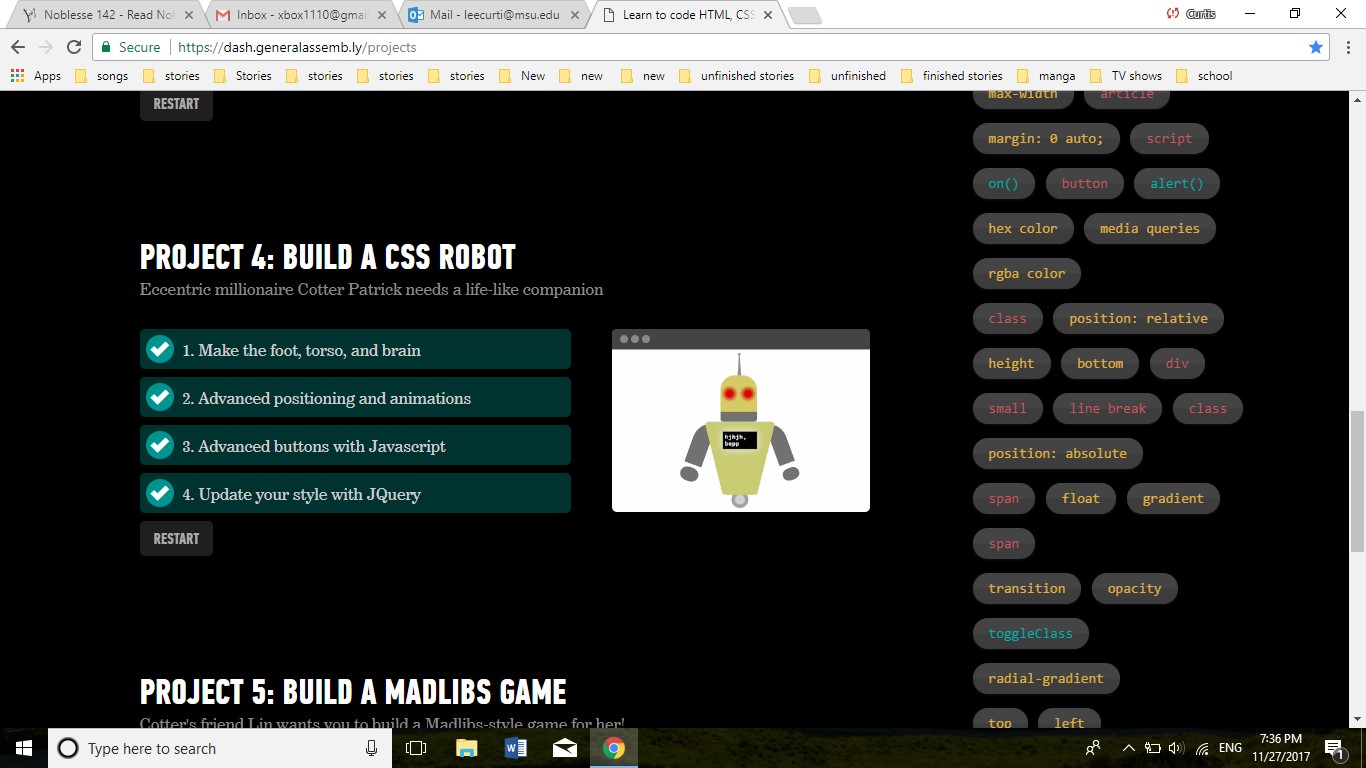 Noblesse 142 - Read Nob
Inbox - xbox1110@gmai
Mail - leecurti@msu.edu
Learn to code HTML, CSS
Curtis
Secure
https://dash.generalassemb.ly/projects
Apps songs stories Stories stories stories stories New new new unfinished stories unfinished finished stories manga TV shows school
RESTART
PROJECT 4: BUILD A CSS ROBOT
Eccentric millionaire Cotter Patrick needs a life-like companion
1. Make the foot, torso, and brain
2. Advanced positioning and animations
3. Advanced buttons with Javascript
4. Update your style with JQuery
hjhjh,
bopp
RESTART
PROJECT 5: BUILD A MADLIBS GAME
Cotter's friend Lin wants you to build a Madlibs-style game for her!
max-width article
margin: 0 auto; script
on() button alert()
hex color media queries
rgba color
class position: relative
height bottom div
small line break class
position: absolute
span float gradient
span
transition opacity
toggleClass
radial-gradient
top left
Type here to search
ENG
7:36 PM
11/27/2017
1